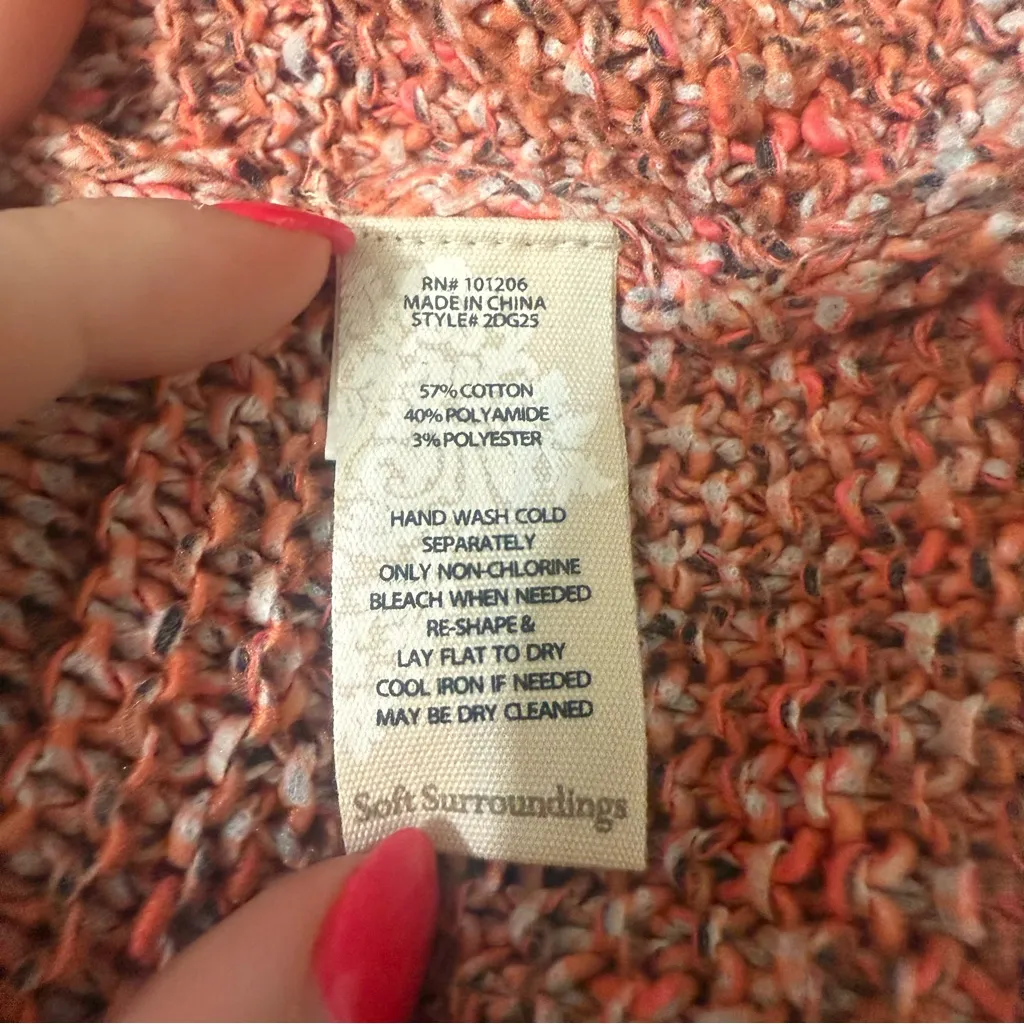 RN# 101206
MADE IN CHINA
STYLE# 2DG25
57% COTTON
40% POLYAMIDE
3% POLYESTER
HAND WASH COLD
SEPARATELY
ONLY NON-CHLORINE
BLEACH WHEN NEEDED
RE-SHAPE &
LAY FLAT TO DRY
COOL IRON IF NEEDED
MAY BE DRY CLEANED
Soft Surroundings